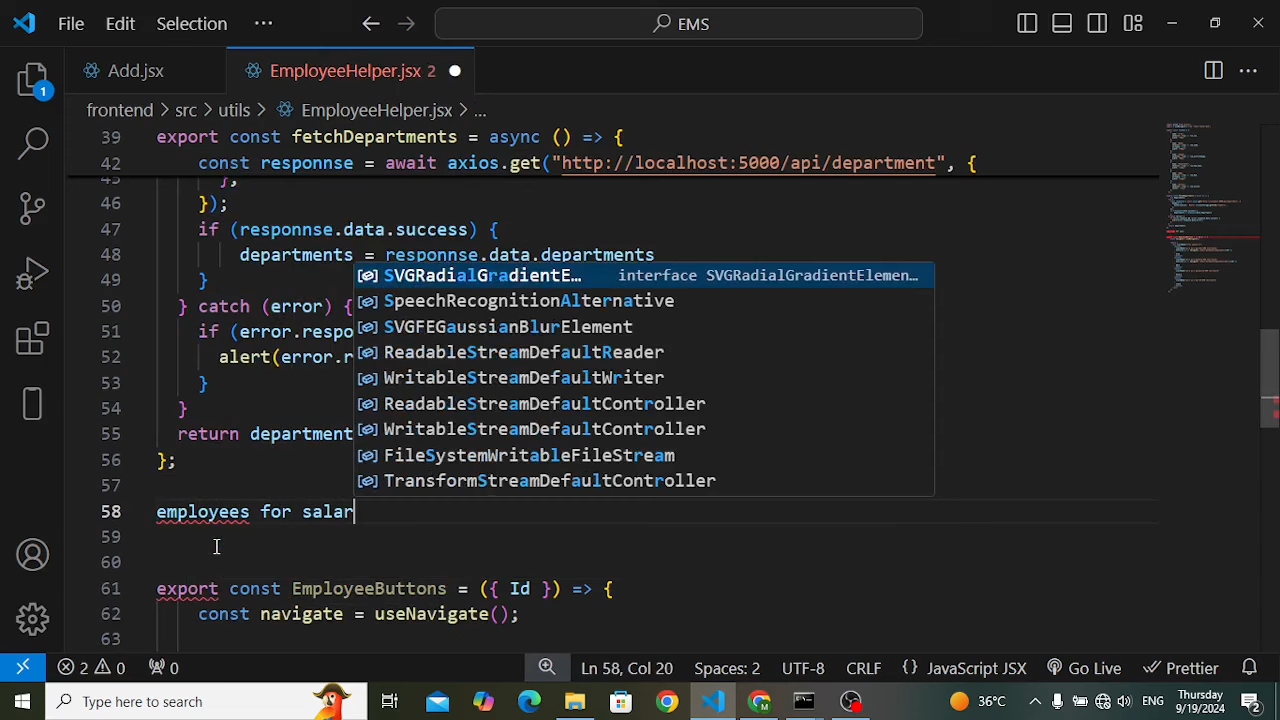 File Edit Selection ··· EMS
Add.jsx EmployeeHelper.jsx 2
frontend > src > utils > EmployeeHelper.jsx > ...
39 export const fetchDepartments = async () => {
42 const responnse = await axios.get("http://localhost:5000/api/department", {
45 },
46 });
47 if (responnse.data.success) {
48 departments = responnse.data.departments
49 }
50 } catch (error) {
51 if (error.respo
52 alert(error.r
53 }
54 }
55 return department
56 };
57
58 employees for salar
59
60
61 export const EmployeeButtons = ({ Id }) => {
62 const navigate = useNavigate();
63
SVGRadialGradientE... interface SVGRadialGradientElemen...
SpeechRecognitionAlternative
SVGFEGaussianBlurElement
ReadableStreamDefaultReader
WritableStreamDefaultWriter
ReadableStreamDefaultController
WritableStreamDefaultController
FileSystemWritableFileStream
TransformStreamDefaultController
1
2 0 0 Ln 58, Col 20 Spaces: 2 UTF-8 CRLF {} JavaScript JSX Go Live Prettier
Type here to search 36°C ENG Thursday 9/19/2024 2